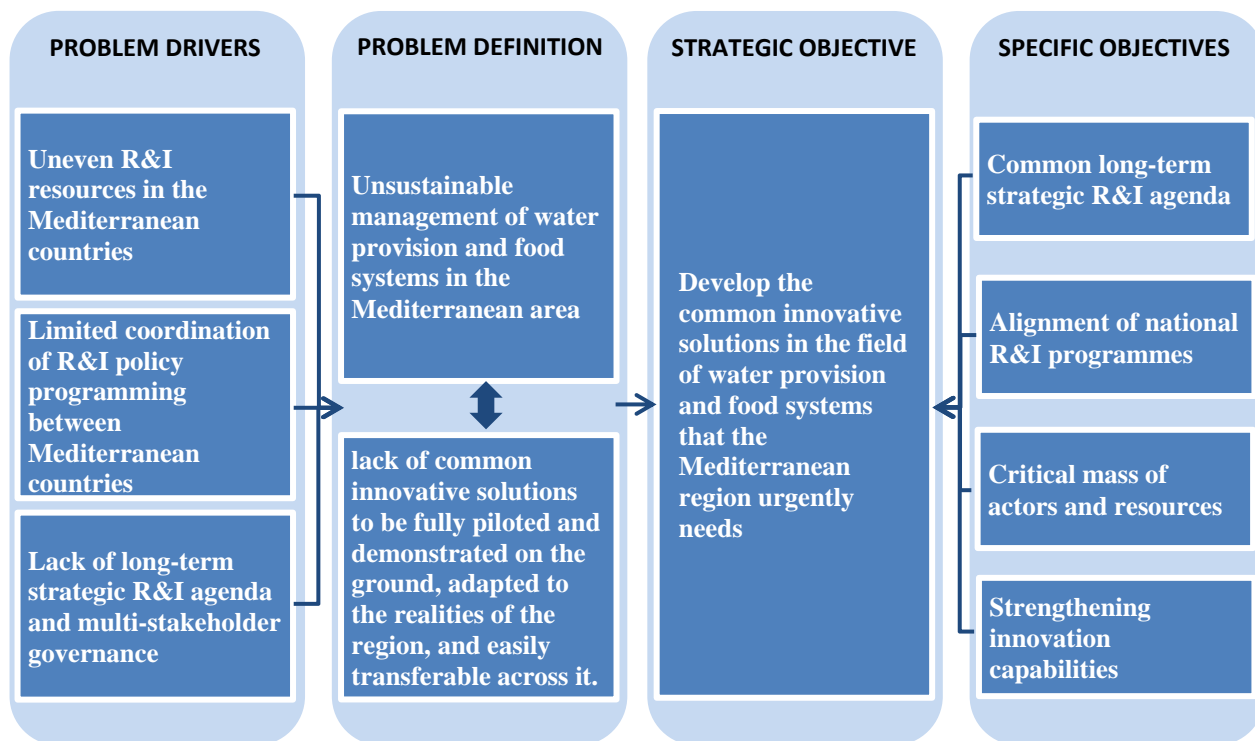 PROBLEM DRIVERS
Uneven R&I
resources in the
Mediterranean
countries
Limited coordination
of R&I policy
programming
between
Mediterranean
countries
Lack of long-term
strategic R&I agenda
and multi-stakeholder
governance
PROBLEM DEFINITION
Unsustainable
management of water
provision and food
systems in the
Mediterranean area
lack of common
innovative solutions
to be fully piloted and
demonstrated on the
ground, adapted to
the realities of the
region, and easily
transferable across it.
STRATEGIC OBJECTIVE
Develop the
common innovative
solutions in the field
of water provision
and food systems
that the
Mediterranean
region urgently
needs
SPECIFIC OBJECTIVES
Common long-term
strategic R&I agenda
Alignment of national
R&I programmes
Critical mass of
actors and resources
Strengthening
innovation
capabilities